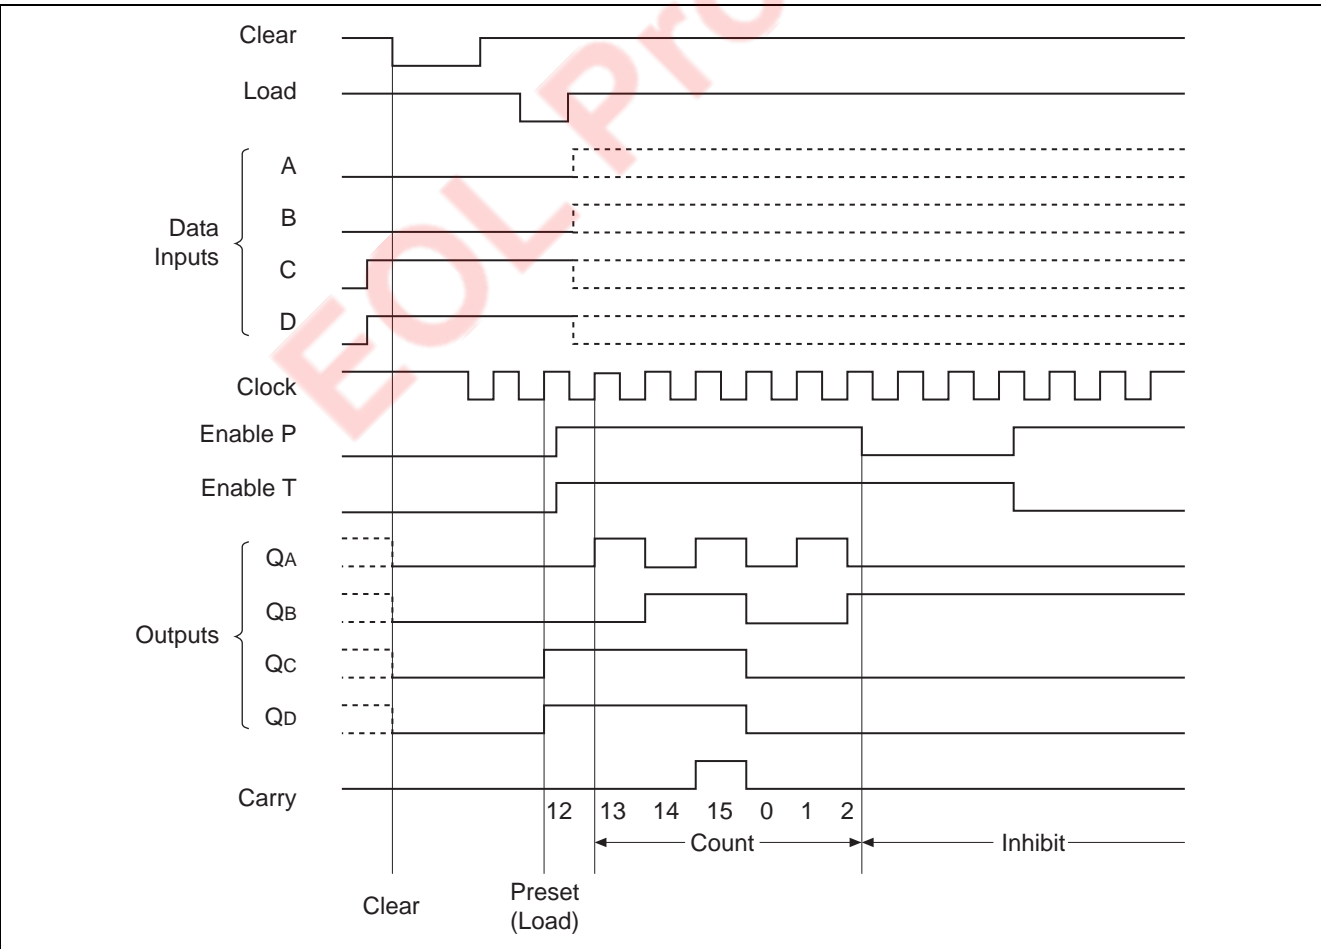 Clear
Load
A
B
Data
Inputs
C
D
Clock
Enable P
Enable T
QA
QB
Outputs
QC
QD
Carry
12 13 14 15 0 1 2
Count Inhibit
Clear
Preset
(Load)
EOL Pro